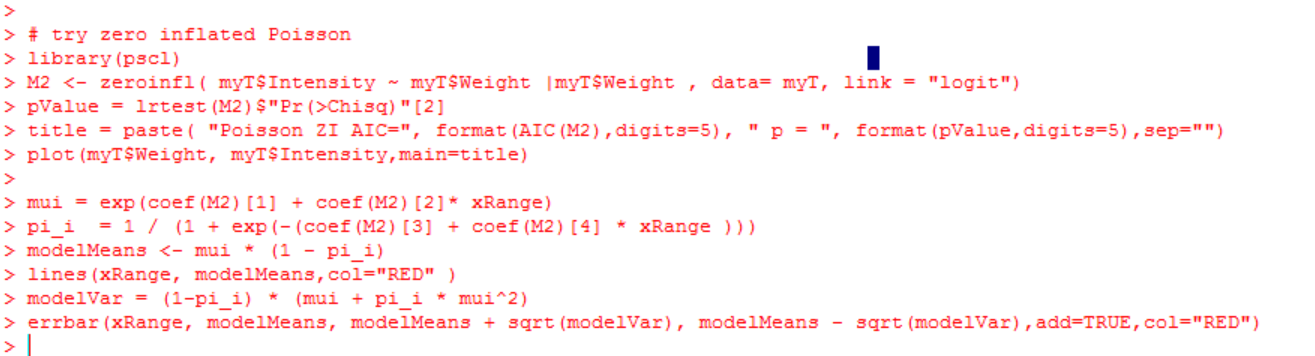 >
> # try zero inflated Poisson
> library(pscl)
> M2 <- zeroinfl( myT$Intensity ~ myT$Weight |myT$Weight , data= myT, link = "logit")
> pValue = lrtest(M2)$"Pr(>Chisq)"[2]
> title = paste( "Poisson ZI AIC=", format(AIC(M2),digits=5), " p = ", format(pValue,digits=5),sep="")
> plot(myT$Weight, myT$Intensity,main=title)
>
> mui = exp(coef(M2)[1] + coef(M2)[2]* xRange)
> pi_i  = 1 / (1 + exp(-(coef(M2)[3] + coef(M2)[4] * xRange )))
> modelMeans <- mui * (1 - pi_i)
> lines(xRange, modelMeans,col="RED" )
> modelVar = (1-pi_i) * (mui + pi_i * mui^2)
> errbar(xRange, modelMeans, modelMeans + sqrt(modelVar), modelMeans - sqrt(modelVar),add=TRUE,col="RED")
>